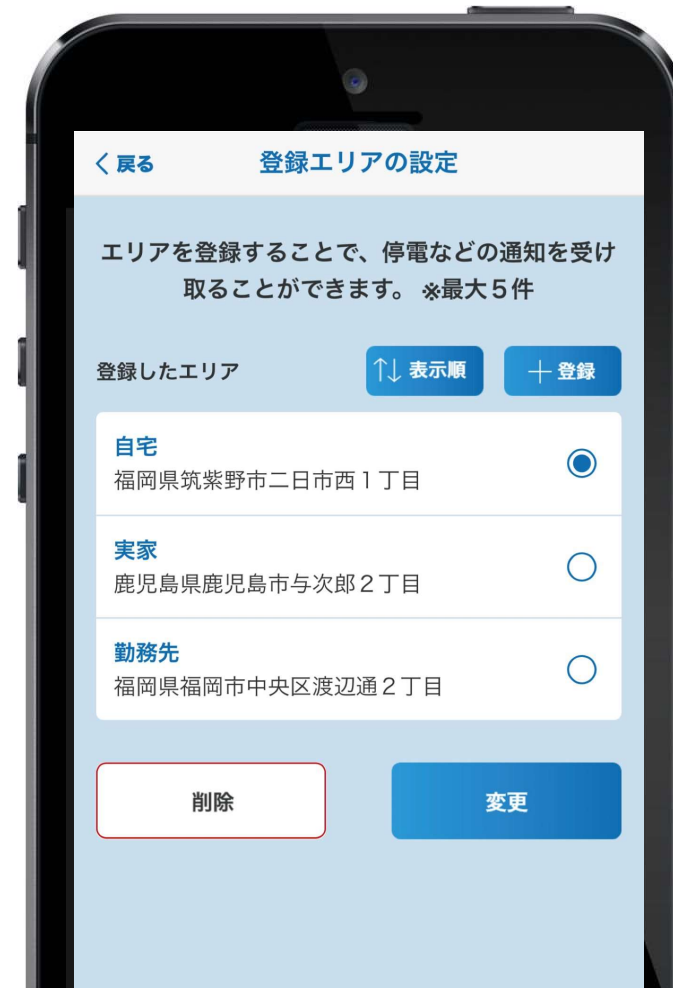 戻る
登録エリアの設定
エリアを登録することで、停電などの通知を受け
取ることができます。 ※最大5件
登録したエリア
↑↓ 表示順
＋ 登録
自宅
福岡県筑紫野市二日市西1丁目
実家
鹿児島県鹿児島市与次郎2丁目
勤務先
福岡県福岡市中央区渡辺通2丁目
削除
変更